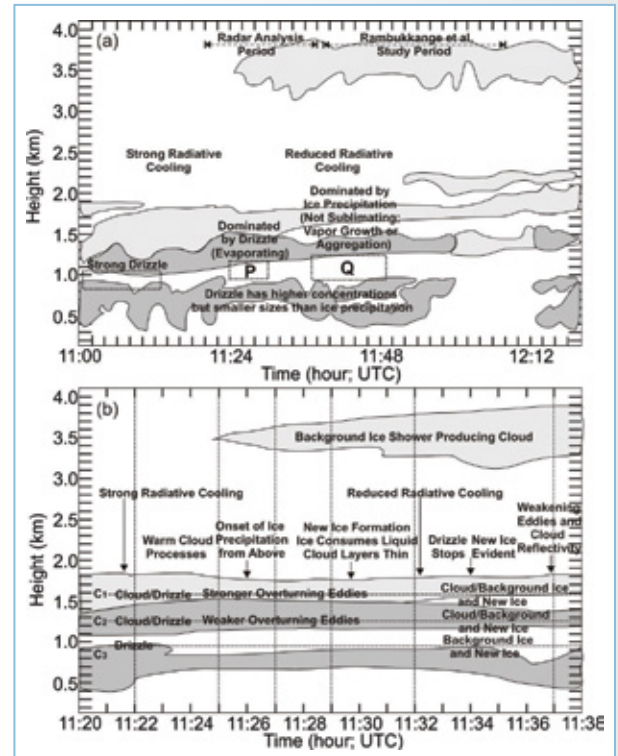 (a)
Radar Analysis
Period
Rambukkange et al.
Study Period
4.0
3.5
3.0
2.5
2.0
1.5
1.0
0.5
Height (km)
Strong Radiative
Cooling
Reduced Radiative
Cooling
Dominated by
Ice Precipitation
(Not Sublimating;
Vapor Growth or
Aggregation)
Dominated
by Drizzle
(Evaporating)
Strong Drizzle
P
Q
Drizzle has higher concentrations
but smaller sizes than ice precipitation
11:00
11:24
11:48
12:12
Time (hour; UTC)
(b)
4.0
3.5
3.0
2.5
2.0
1.5
1.0
0.5
Height (km)
Background Ice Shower Producing Cloud
Strong Radiative Cooling
Reduced Radiative Cooling
Weakening
Eddies and
Cloud
Reflectivity
Warm Cloud
Processes
Onset of Ice
Precipitation
from Above
New Ice Formation
Ice Consumes Liquid
Cloud Layers Thin
Drizzle
Stops
New Ice
Evident
C1 Cloud/Drizzle
Stronger Overturning Eddies
Cloud/Background Ice
and New Ice
C2 Cloud/Drizzle
Weaker Overturning Eddies
Cloud/Background
and New Ice
C3
Drizzle
Background Ice
and New Ice
11:20
11:22
11:24
11:26
11:28
11:30
11:32
11:34
11:36
11:38
Time (hour; UTC)